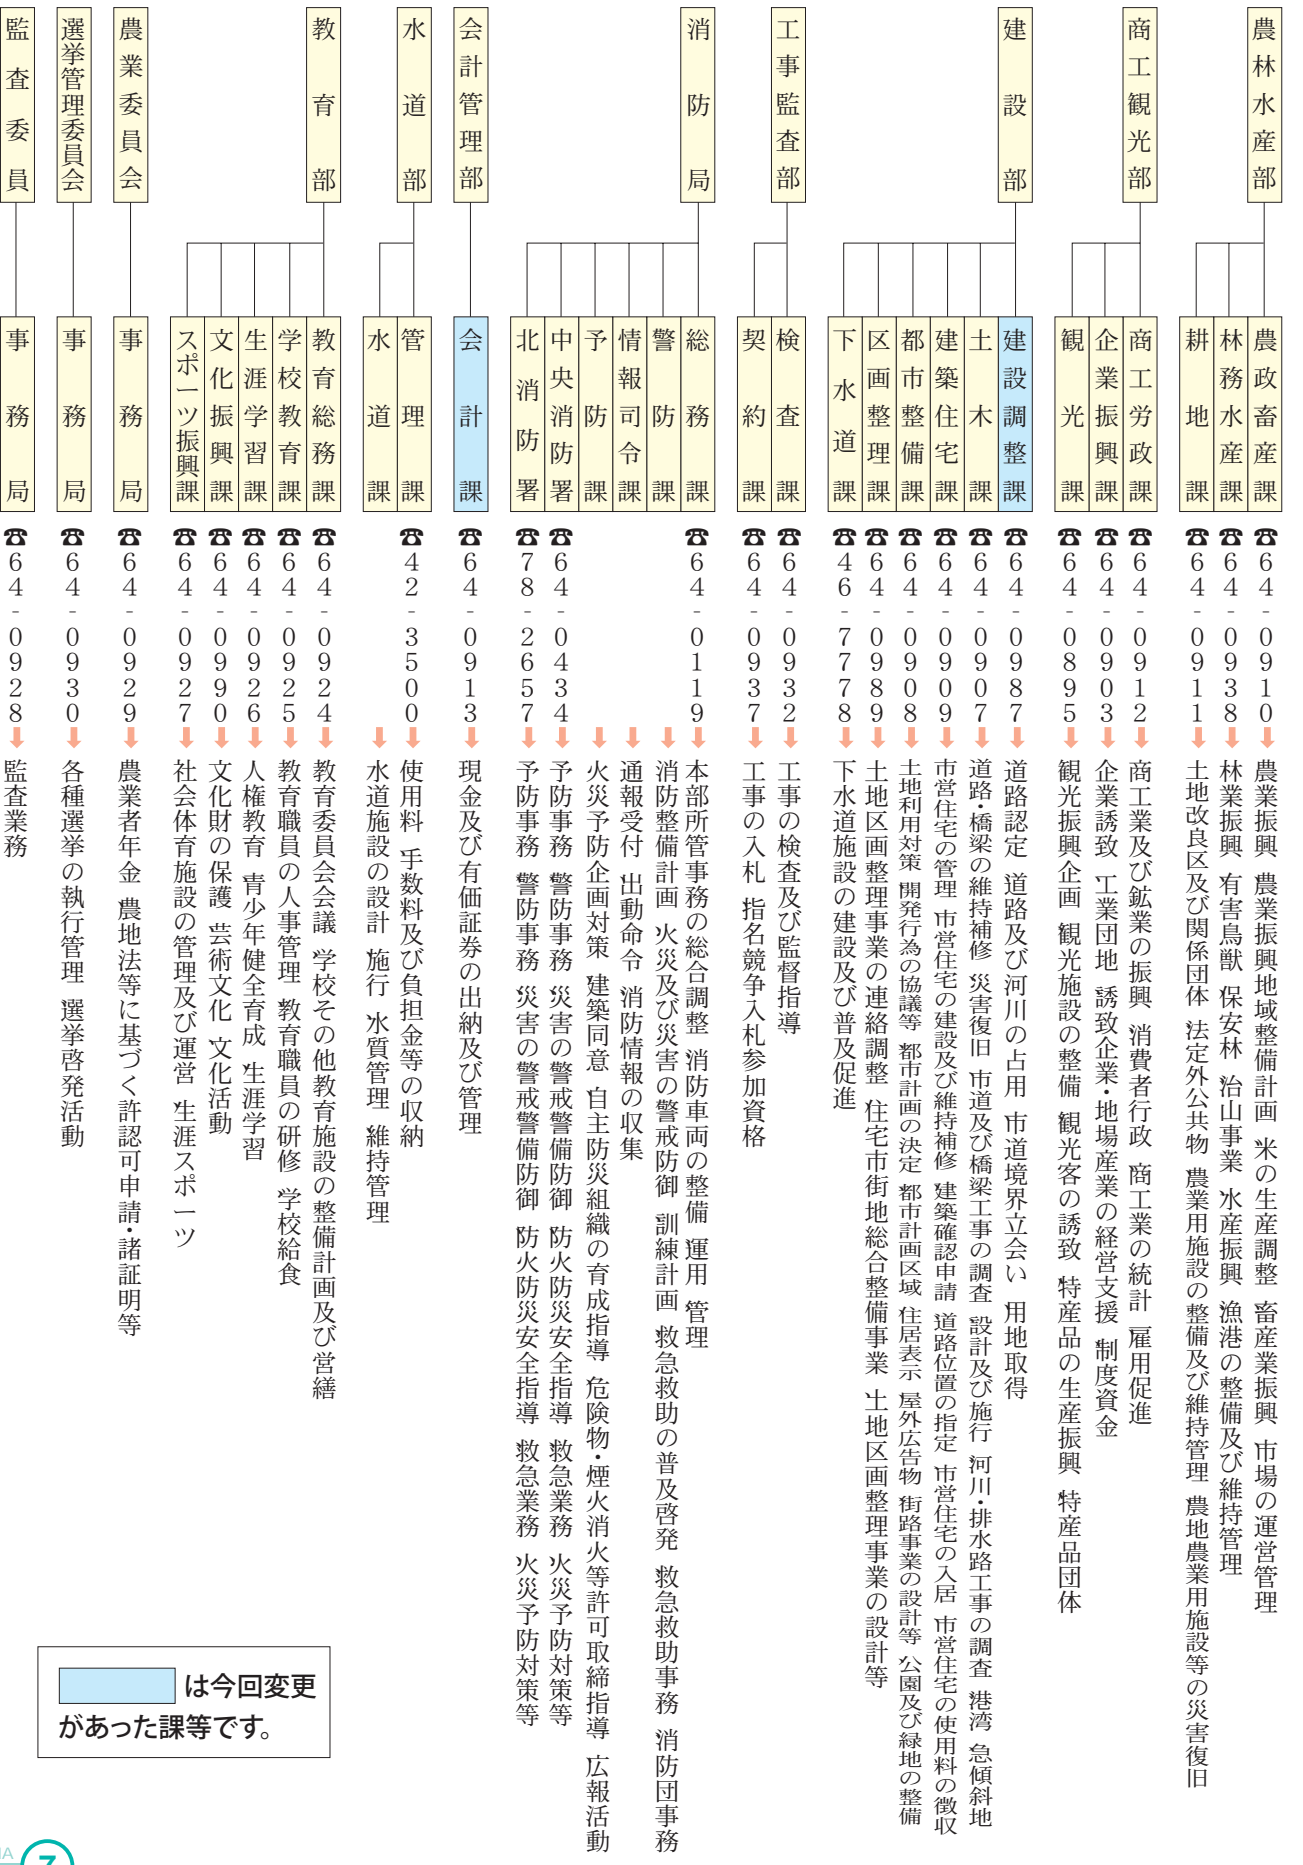 農林水産部
農政畜産課 ☎64-0910 農業振興 農業振興地域整備計画 米の生産調整 畜産業振興 市場の運営管理
林務水産課 ☎64-0938 林業振興 有害鳥獣 保安林 治山事業 水産振興 漁港の整備及び維持管理
耕地課 ☎64-0911 土地改良区及び関係団体 法定外公共物 農業用施設の整備及び維持管理 農地農業用施設等の災害復旧
商工観光部
商工労政課 ☎64-0912 商工業及び鉱業の振興 消費者行政 商工業の統計 雇用促進
企業振興課 ☎64-0903 企業誘致 工業団地 誘致企業・地場産業の経営支援 制度資金
観光課 ☎64-0895 観光振興企画 観光施設の整備 観光客の誘致 特産品の生産振興 特産品団体
建設部
建設調整課 ☎64-0987 道路認定 道路及び河川の占用 市道境界立会い 用地取得
土木課 ☎64-0907 道路・橋梁の維持補修 災害復旧 市道及び橋梁工事の調査 設計及び施行 河川・排水路工事の調査 港湾 急傾斜地
建築住宅課 ☎64-0909 市営住宅の管理 市営住宅の建設及び維持補修 建築確認申請 道路位置の指定 市営住宅の入居 市営住宅の使用料の徴収
都市整備課 ☎64-0908 土地利用対策 開発行為の協議等 都市計画の決定 都市計画区域 住居表示 屋外広告物 街路事業の設計等 公園及び緑地の整備
区画整理課 ☎64-0989 土地区画整理事業の連絡調整 住宅市街地総合整備事業 土地区画整理事業の設計等
下水道課 ☎46-7778 下水道施設の建設及び普及促進
工事監査部
検査課 ☎64-0932 工事の検査及び監督指導
契約課 ☎64-0937 工事の入札 指名競争入札参加資格
消防局
総務課 ☎64-0119 本部所管事務の総合調整 消防車両の整備 運用 管理
警防課 消防整備計画 火災及び災害の警戒防御 訓練計画 救急救助の普及啓発 救急救助事務 消防団事務
情報司令課 通報受付 出動命令 消防情報の収集
予防課 火災予防企画対策 建築同意 自主防災組織の育成指導 危険物・煙火消火等許可取締指導 広報活動
中央消防署 ☎64-0434 予防事務 警防事務 災害の警戒警備防御 防火防災安全指導 救急業務 火災予防対策等
北消防署 ☎78-2657 予防事務 警防事務 災害の警戒警備防御 防火防災安全指導 救急業務 火災予防対策等
会計管理部
会計課 ☎64-0913 現金及び有価証券の出納及び管理
水道部
管理課 ☎42-3500 使用料 手数料及び負担金等の収納
水道課 水道施設の設計 施行 水質管理 維持管理
教育部
教育総務課 ☎64-0924 教育委員会会議 学校その他教育施設の整備計画及び営繕
学校教育課 ☎64-0925 教育職員の人事管理 教育職員の研修 学校給食
生涯学習課 ☎64-0926 人権教育 青少年健全育成 生涯学習
文化振興課 ☎64-0990 文化財の保護 芸術文化 文化活動
スポーツ振興課 ☎64-0927 社会体育施設の管理及び運営 生涯スポーツ
農業委員会
事務局 ☎64-0929 農業者年金 農地法等に基づく許認可申請・諸証明等
選挙管理委員会
事務局 ☎64-0930 各種選挙の執行管理 選挙啓発活動
監査委員
事務局 ☎64-0928 監査業務
は今回変更
があった課等です。
7